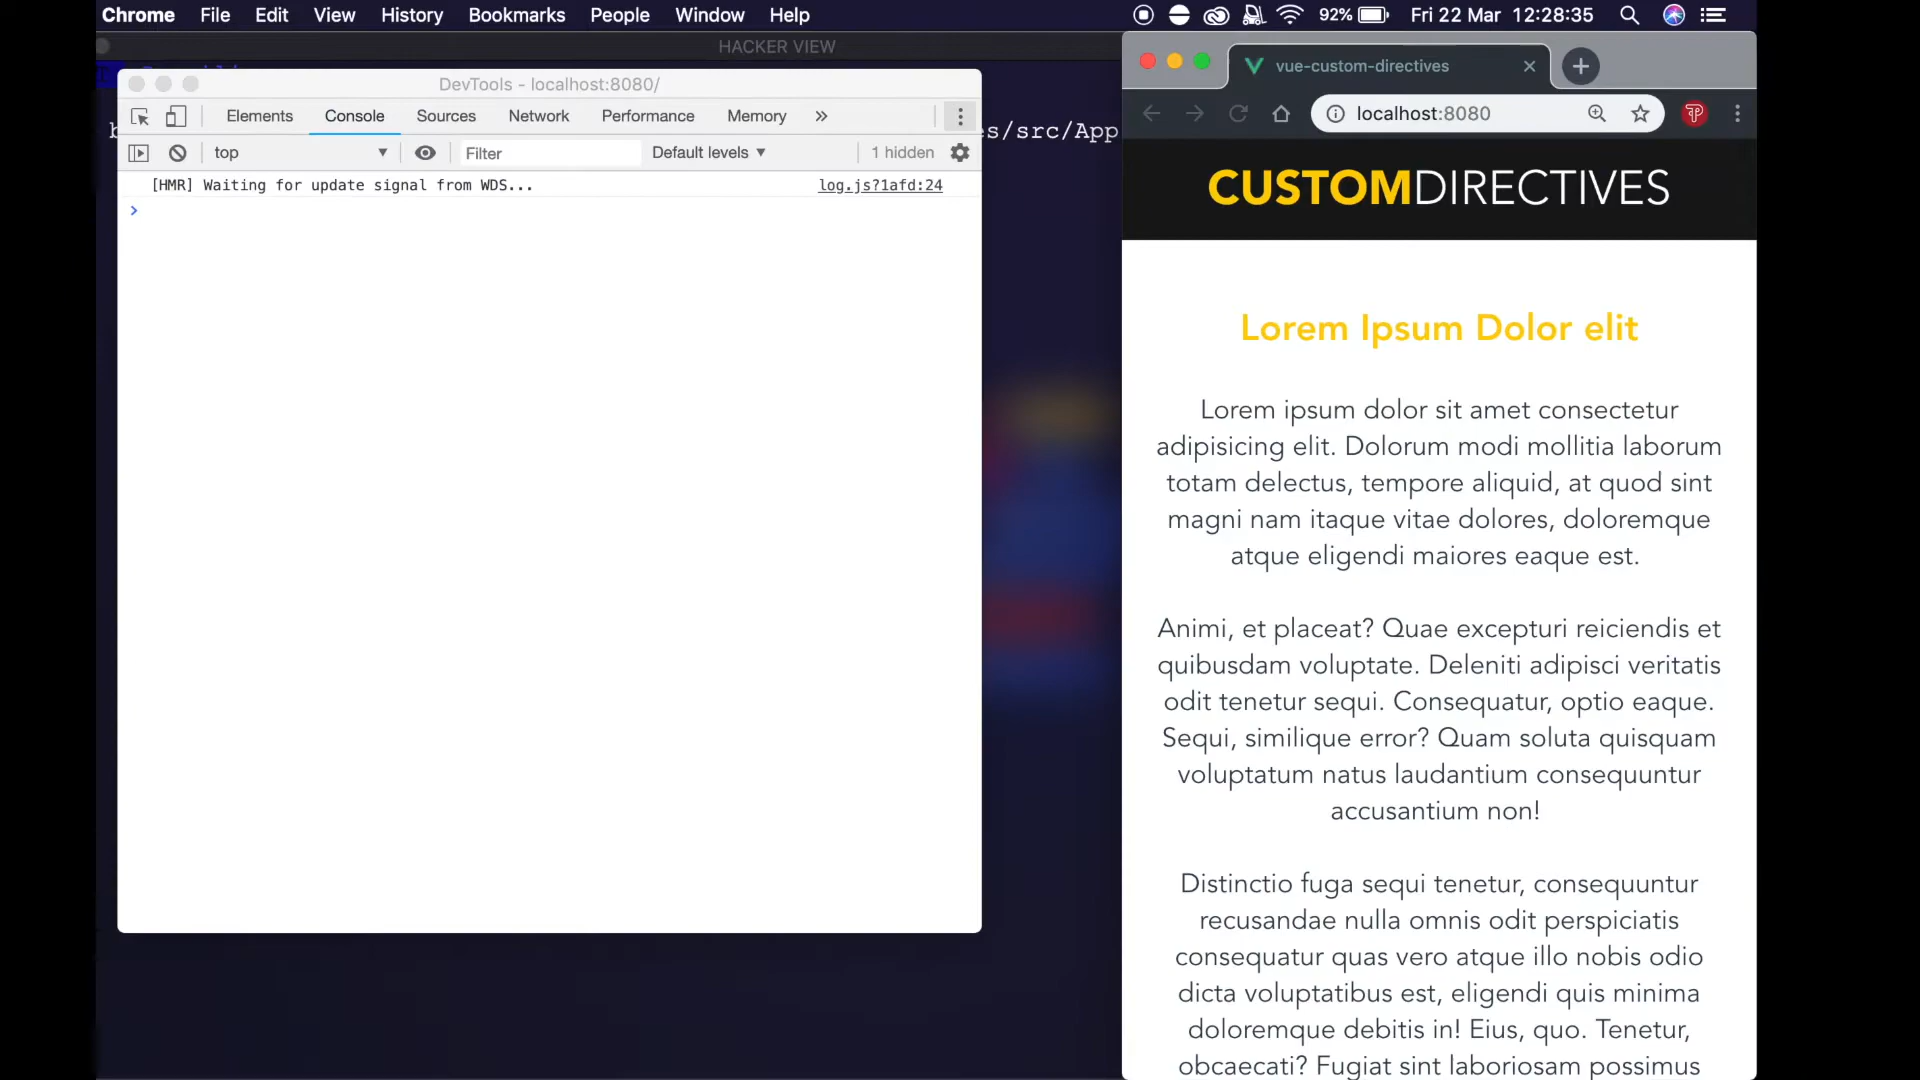 Chrome File Edit View History Bookmarks People Window Help
92% Fri 22 Mar 12:28:35
HACKER VIEW
DevTools - localhost:8080/
Elements Console Sources Network Performance Memory »
top Filter Default levels 1 hidden
[HMR] Waiting for update signal from WDS... log.js?1afd:24
>
es/src/App
vue-custom-directives
localhost:8080
CUSTOMDIRECTIVES
Lorem Ipsum Dolor elit
Lorem ipsum dolor sit amet consectetur
adipisicing elit. Dolorum modi mollitia laborum
totam delectus, tempore aliquid, at quod sint
magni nam itaque vitae dolores, doloremque
atque eligendi maiores eaque est.
Animi, et placeat? Quae excepturi reiciendis et
quibusdam voluptate. Deleniti adipisci veritatis
odit tenetur sequi. Consequatur, optio eaque.
Sequi, similique error? Quam soluta quisquam
voluptatum natus laudantium consequuntur
accusantium non!
Distinctio fuga sequi tenetur, consequuntur
recusandae nulla omnis odit perspiciatis
consequatur quas vero atque illo nobis odio
dicta voluptatibus est, eligendi quis minima
doloremque debitis in! Eius, quo. Tenetur,
obcaecati? Fugiat sint laboriosam possimus